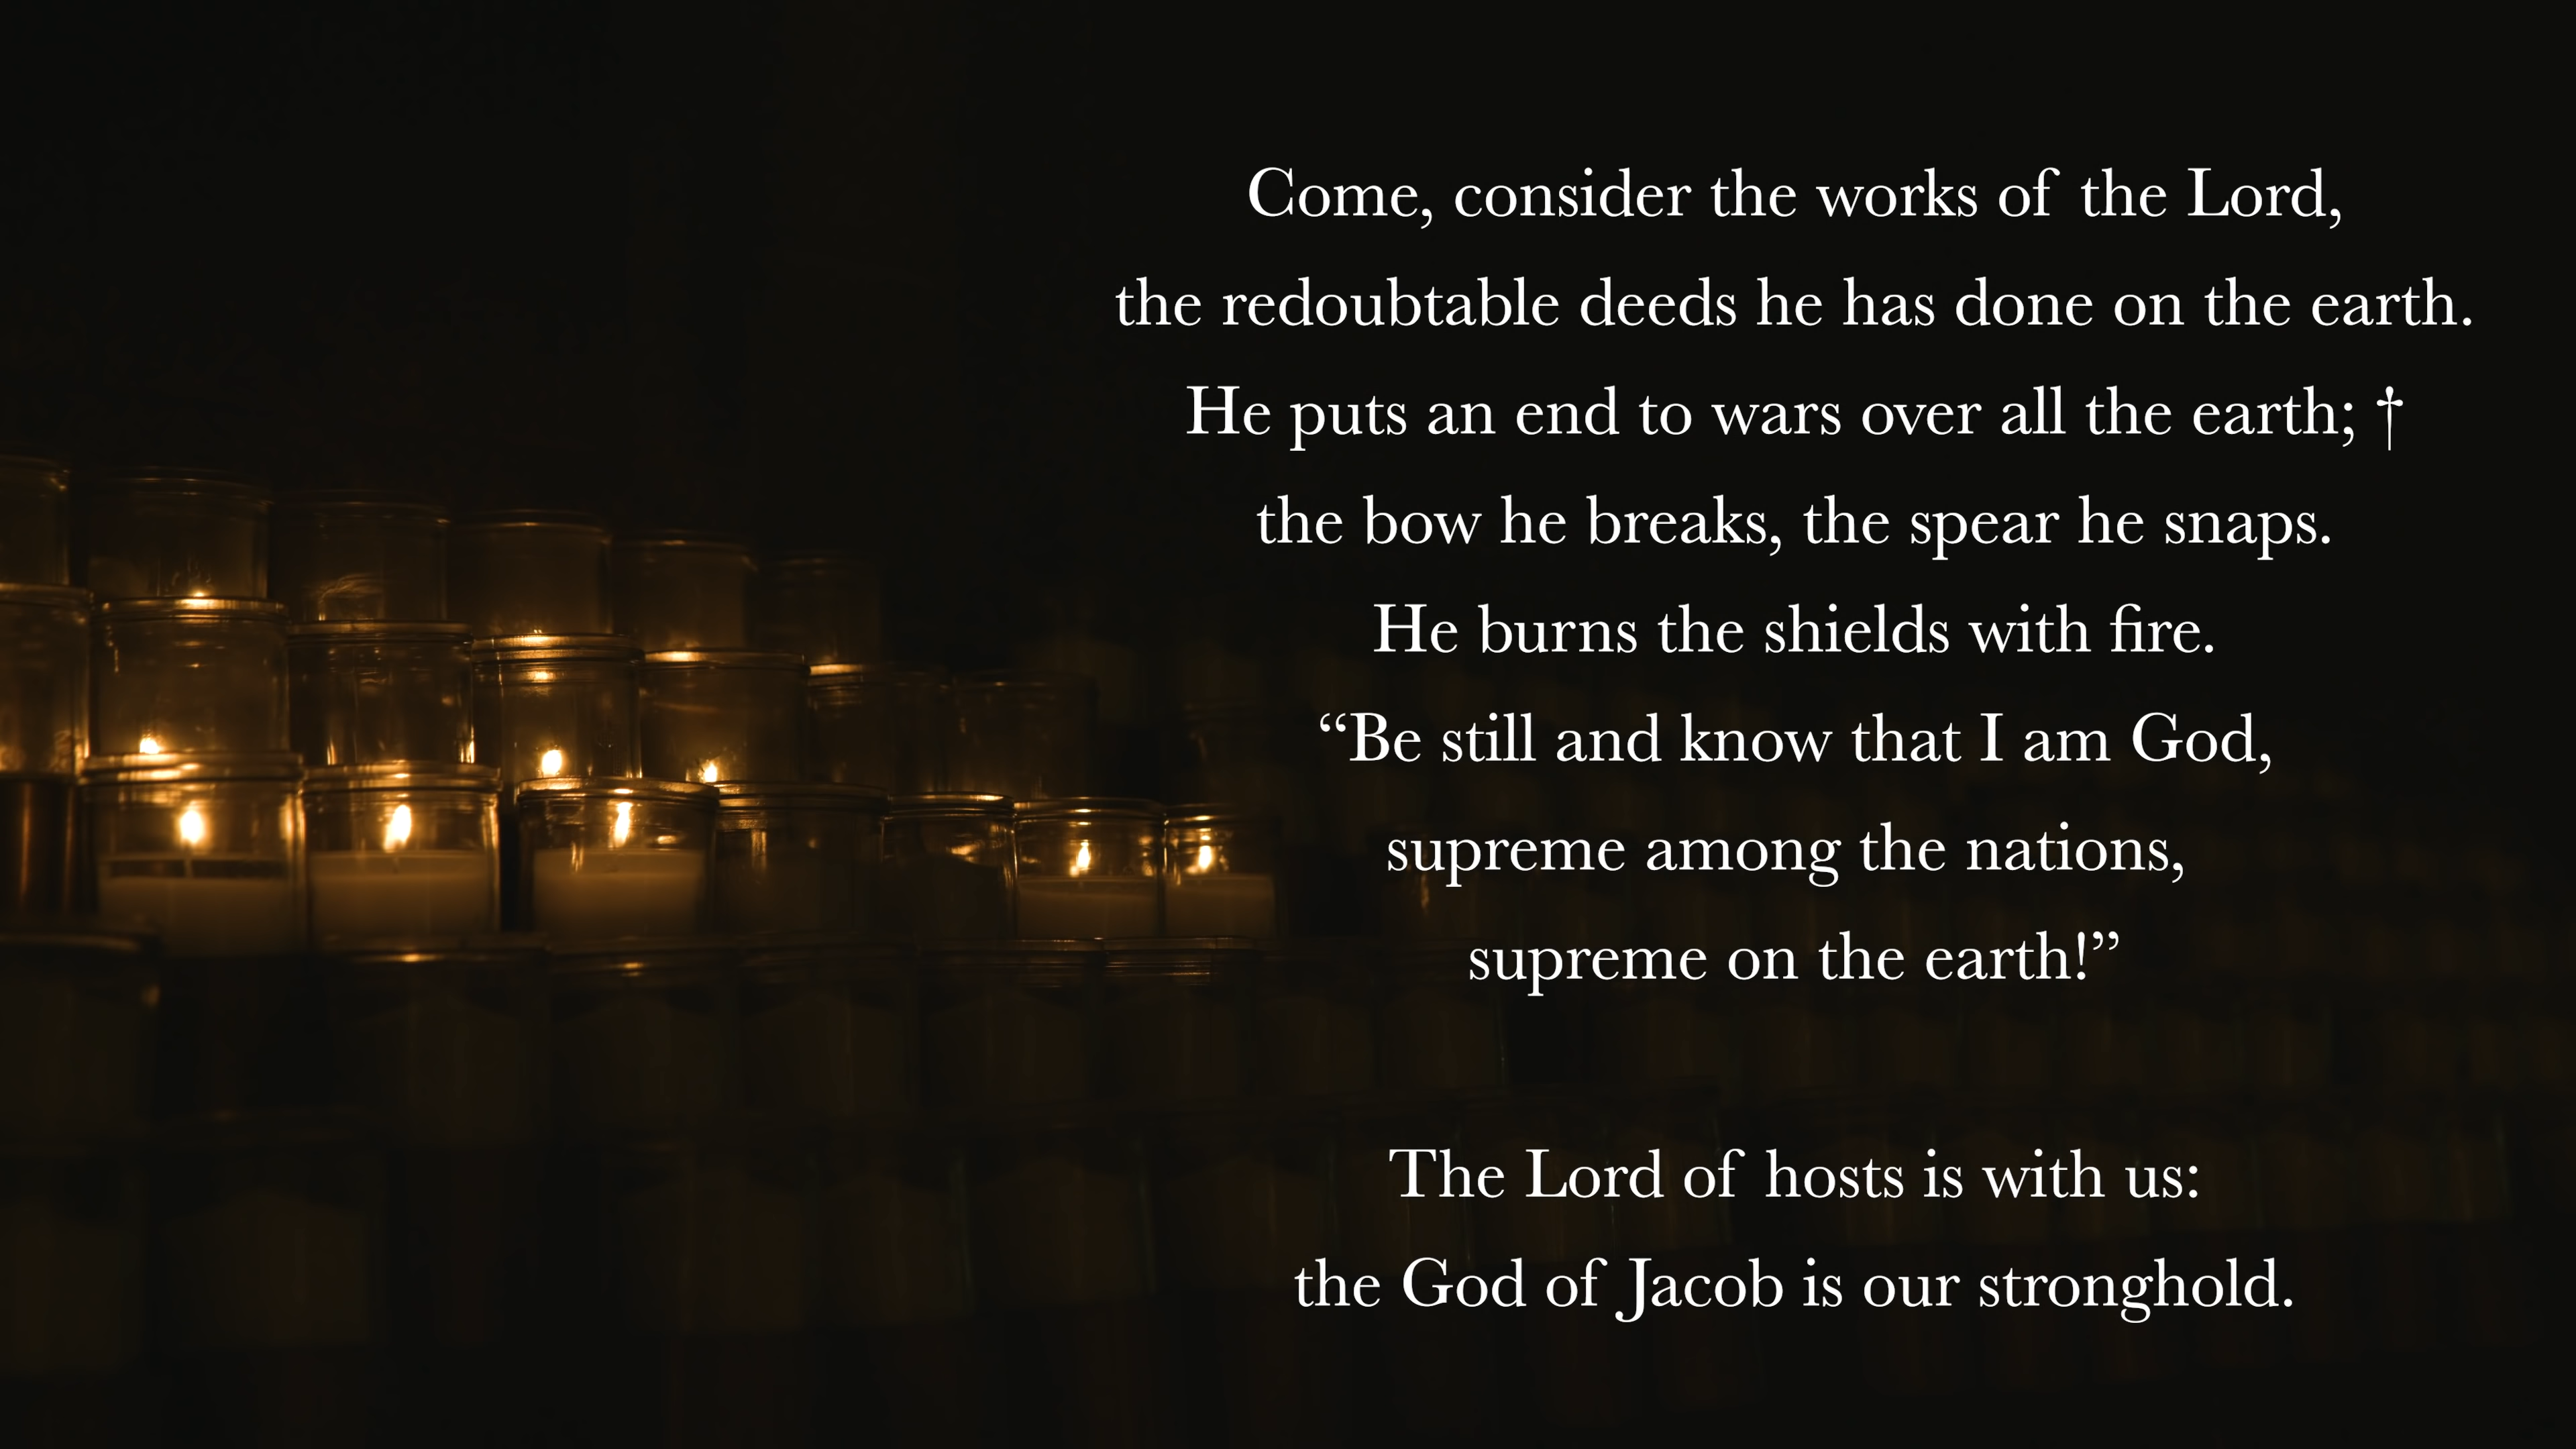 Come, consider the works of the Lord,
the redoubtable deeds he has done on the earth.
He puts an end to wars over all the earth; †
the bow he breaks, the spear he snaps.
He burns the shields with fire.
“Be still and know that I am God,
supreme among the nations,
supreme on the earth!”
The Lord of hosts is with us:
the God of Jacob is our stronghold.